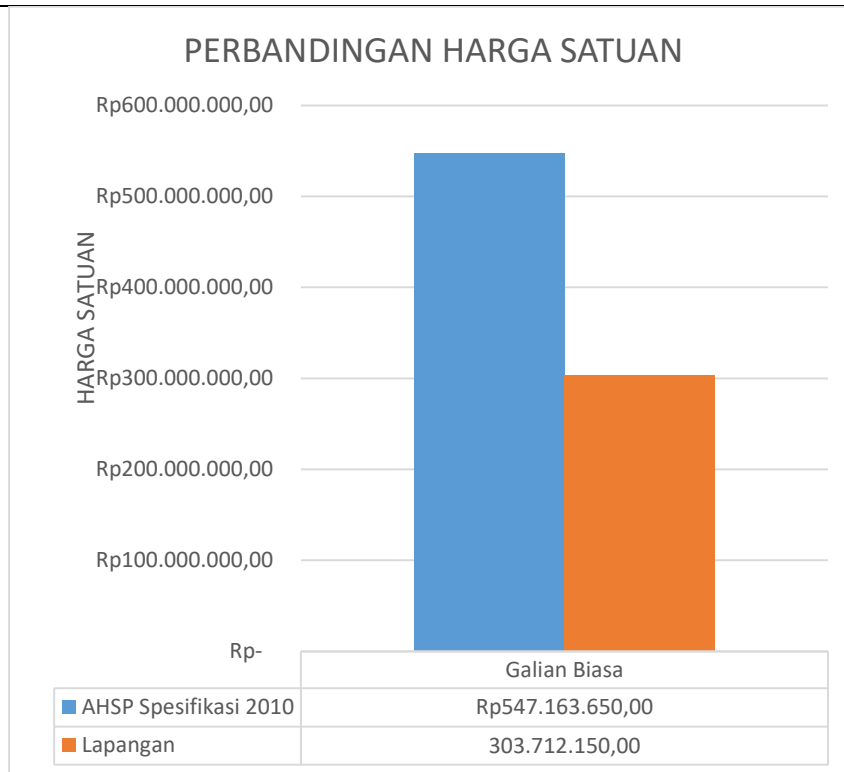 PERBANDINGAN HARGA SATUAN
Rp600.000.000,00
Rp500.000.000,00
Rp400.000.000,00
Rp300.000.000,00
Rp200.000.000,00
Rp100.000.000,00
Rp-
HARGA SATUAN
Galian Biasa
AHSP Spesifikasi 2010 Rp547.163.650,00
Lapangan 303.712.150,00